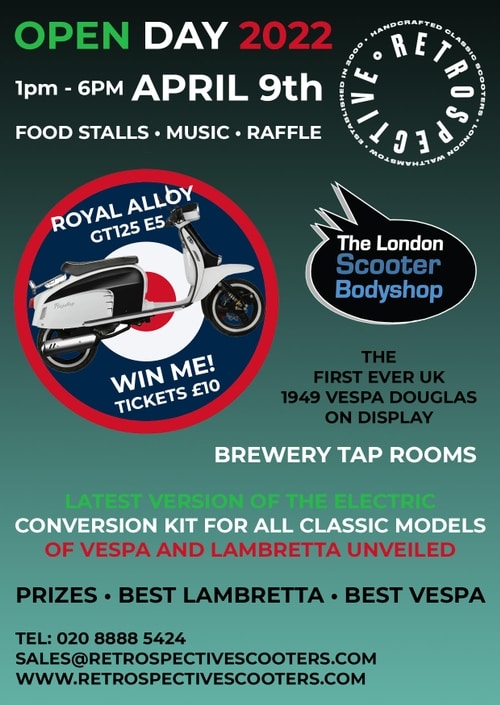 OPEN DAY 2022
1pm - 6PM APRIL 9th
FOOD STALLS • MUSIC • RAFFLE
RETROSPECTIVE
HANDCRAFTED CLASSIC SCOOTERS • LONDON WALTHAMSTOW • ESTABLISHED IN 2000 •
ROYAL ALLOY
GT125 E5
WIN ME!
TICKETS £10
The London
Scooter
Bodyshop
THE
FIRST EVER UK
1949 VESPA DOUGLAS
ON DISPLAY
BREWERY TAP ROOMS
LATEST VERSION OF THE ELECTRIC
CONVERSION KIT FOR ALL CLASSIC MODELS
OF VESPA AND LAMBRETTA UNVEILED
PRIZES • BEST LAMBRETTA • BEST VESPA
TEL: 020 8888 5424
SALES@RETROSPECTIVESCOOTERS.COM
WWW.RETROSPECTIVESCOOTERS.COM